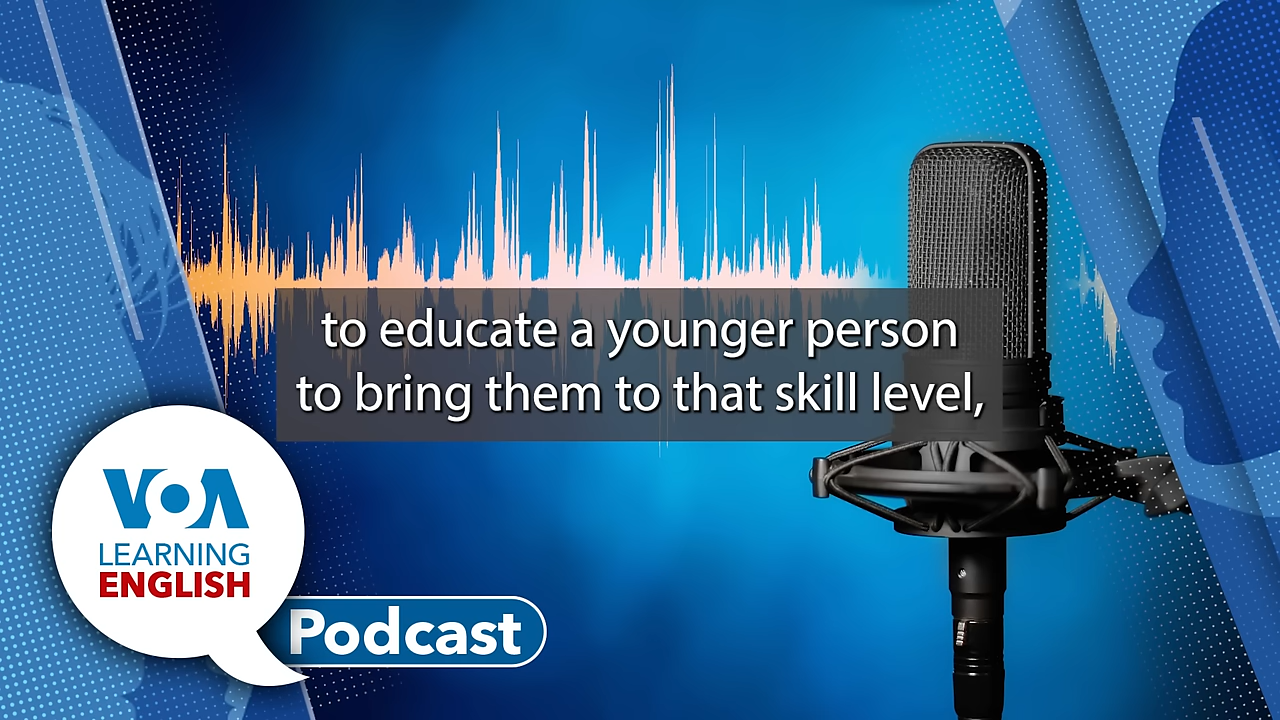 to educate a younger person
to bring them to that skill level,
VOA
LEARNING
ENGLISH
Podcast